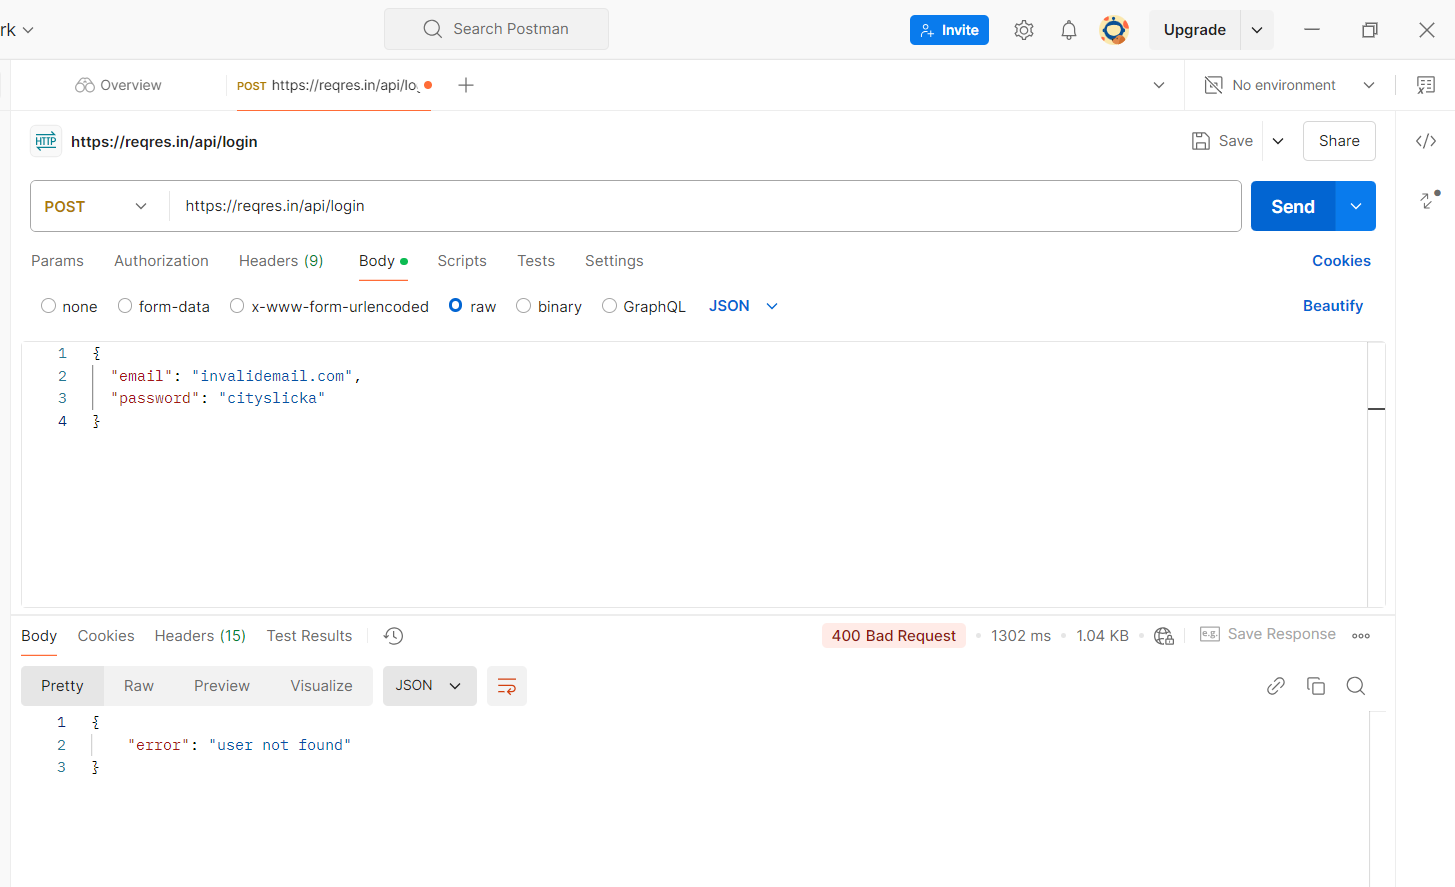 rk
Search Postman
Invite
Upgrade
Overview
POST https://reqres.in/api/lo
No environment
HTTP
https://reqres.in/api/login
Save
Share
POST
https://reqres.in/api/login
Send
Params Authorization Headers (9) Body Scripts Tests Settings Cookies
none form-data x-www-form-urlencoded raw binary GraphQL JSON Beautify
1 {
2 "email": "invalidemail.com",
3 "password": "cityslicka"
4 }
Body Cookies Headers (15) Test Results 400 Bad Request 1302 ms 1.04 KB e.g. Save Response
Pretty Raw Preview Visualize JSON
1 {
2 "error": "user not found"
3 }